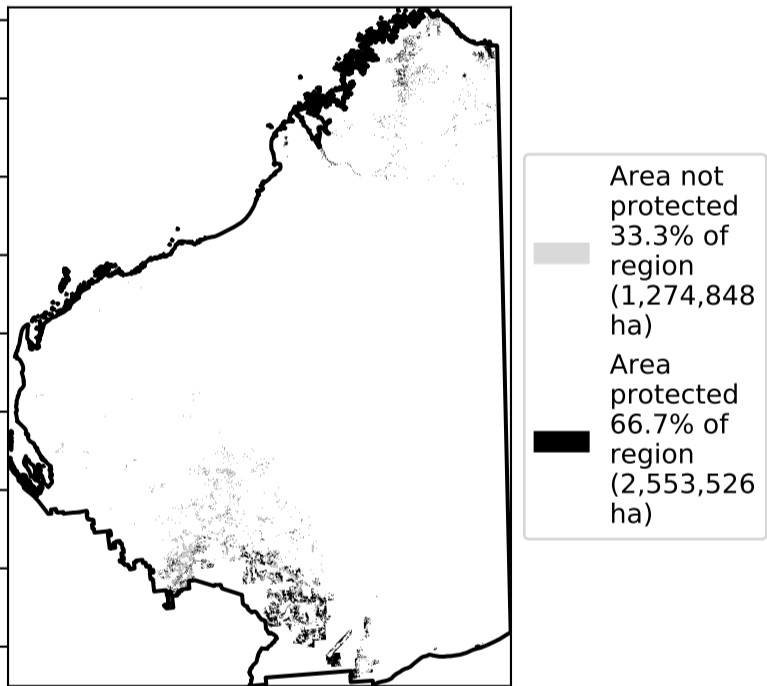 Area not
protected
33.3% of
region
(1,274,848
ha)
Area
protected
66.7% of
region
(2,553,526
ha)